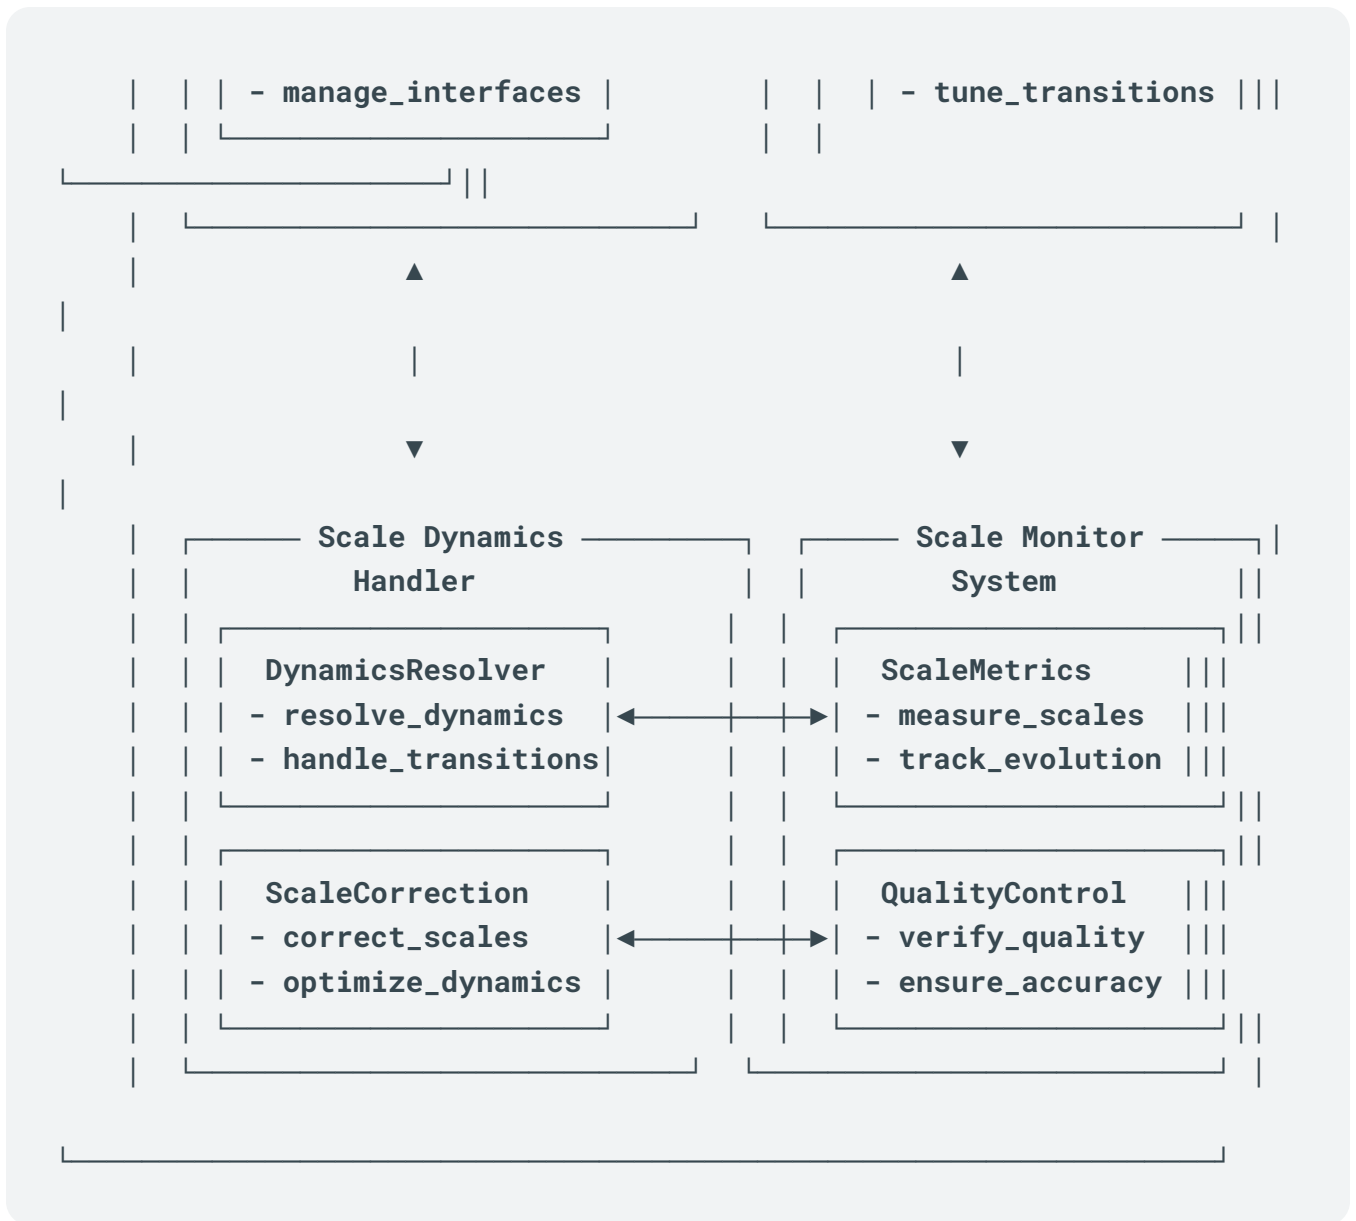 - manage_interfaces - tune_transitions
Scale Dynamics Scale Monitor
Handler System
DynamicsResolver ScaleMetrics
- resolve_dynamics - measure_scales
- handle_transitions - track_evolution
ScaleCorrection QualityControl
- correct_scales - verify_quality
- optimize_dynamics - ensure_accuracy